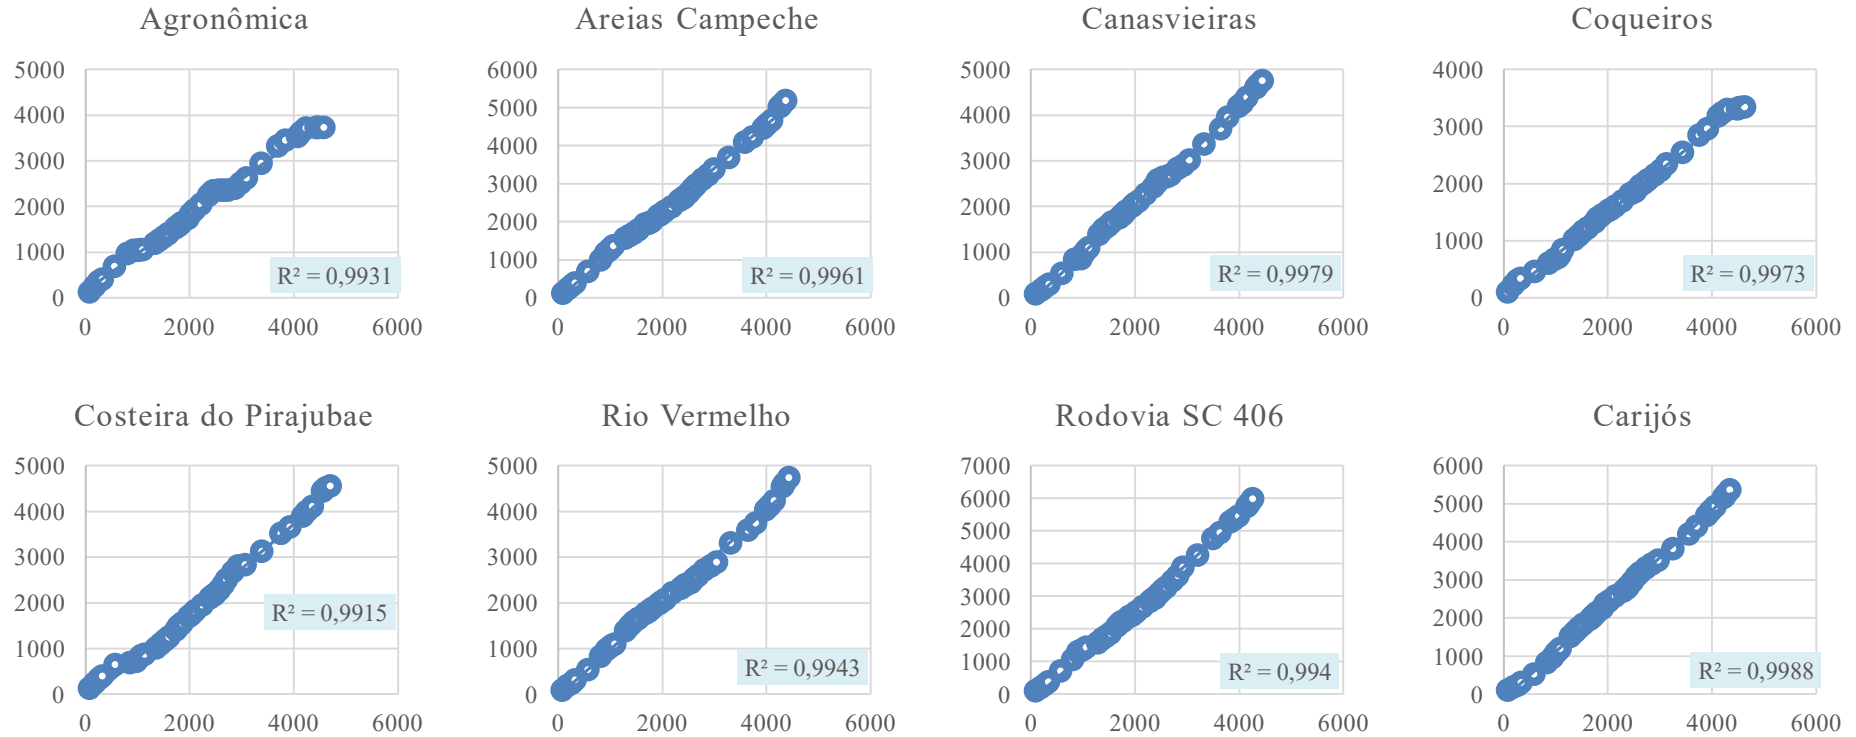 Agronômica
5000
4000
3000
2000
1000
0
0 2000 4000 6000
R² = 0,9931
Areias Campeche
6000
5000
4000
3000
2000
1000
0
0 2000 4000 6000
R² = 0,9961
Canasvieiras
5000
4000
3000
2000
1000
0
0 2000 4000 6000
R² = 0,9979
Coqueiros
4000
3000
2000
1000
0
0 2000 4000 6000
R² = 0,9973
Costeira do Pirajubae
5000
4000
3000
2000
1000
0
0 2000 4000 6000
R² = 0,9915
Rio Vermelho
5000
4000
3000
2000
1000
0
0 2000 4000 6000
R² = 0,9943
Rodovia SC 406
7000
6000
5000
4000
3000
2000
1000
0
0 2000 4000 6000
R² = 0,994
Carijós
6000
5000
4000
3000
2000
1000
0
0 2000 4000 6000
R² = 0,9988